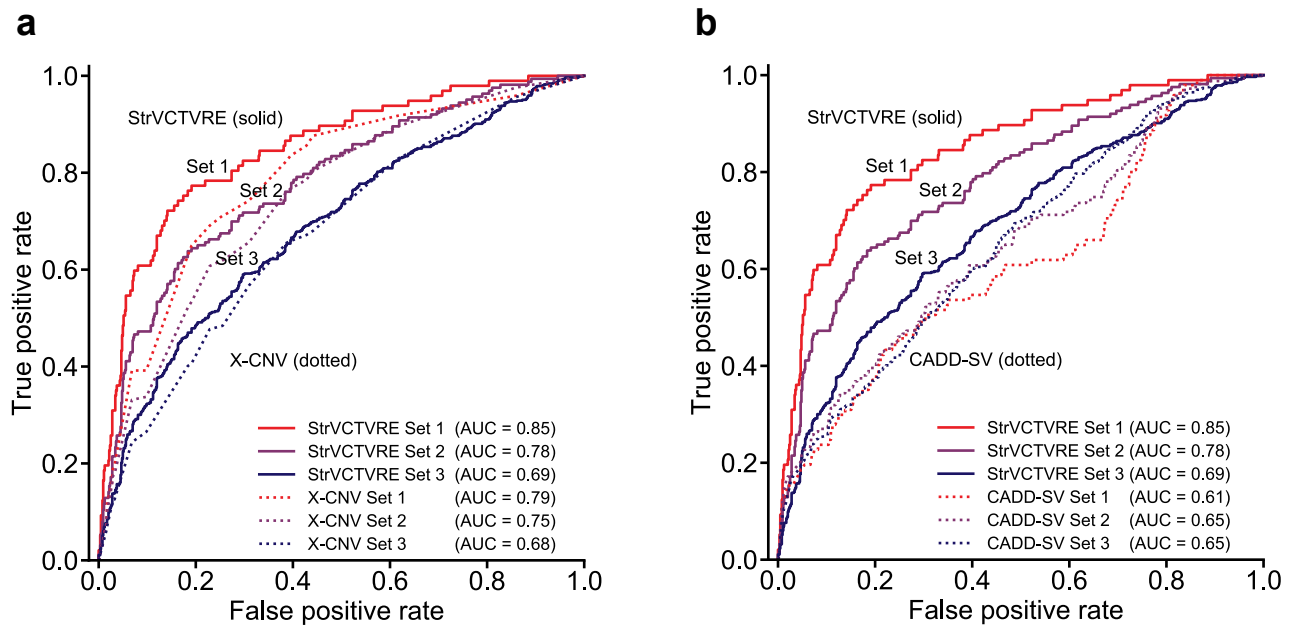 a
True positive rate
1.0
0.8
0.6
0.4
0.2
0.0
StrVCTVRE (solid)
Set 1
Set 2
Set 3
X-CNV (dotted)
StrVCTVRE Set 1 (AUC = 0.85)
StrVCTVRE Set 2 (AUC = 0.78)
StrVCTVRE Set 3 (AUC = 0.69)
X-CNV Set 1 (AUC = 0.79)
X-CNV Set 2 (AUC = 0.75)
X-CNV Set 3 (AUC = 0.68)
0.0 0.2 0.4 0.6 0.8 1.0
False positive rate
b
True positive rate
1.0
0.8
0.6
0.4
0.2
0.0
StrVCTVRE (solid)
Set 1
Set 2
Set 3
CADD-SV (dotted)
StrVCTVRE Set 1 (AUC = 0.85)
StrVCTVRE Set 2 (AUC = 0.78)
StrVCTVRE Set 3 (AUC = 0.69)
CADD-SV Set 1 (AUC = 0.61)
CADD-SV Set 2 (AUC = 0.65)
CADD-SV Set 3 (AUC = 0.65)
0.0 0.2 0.4 0.6 0.8 1.0
False positive rate